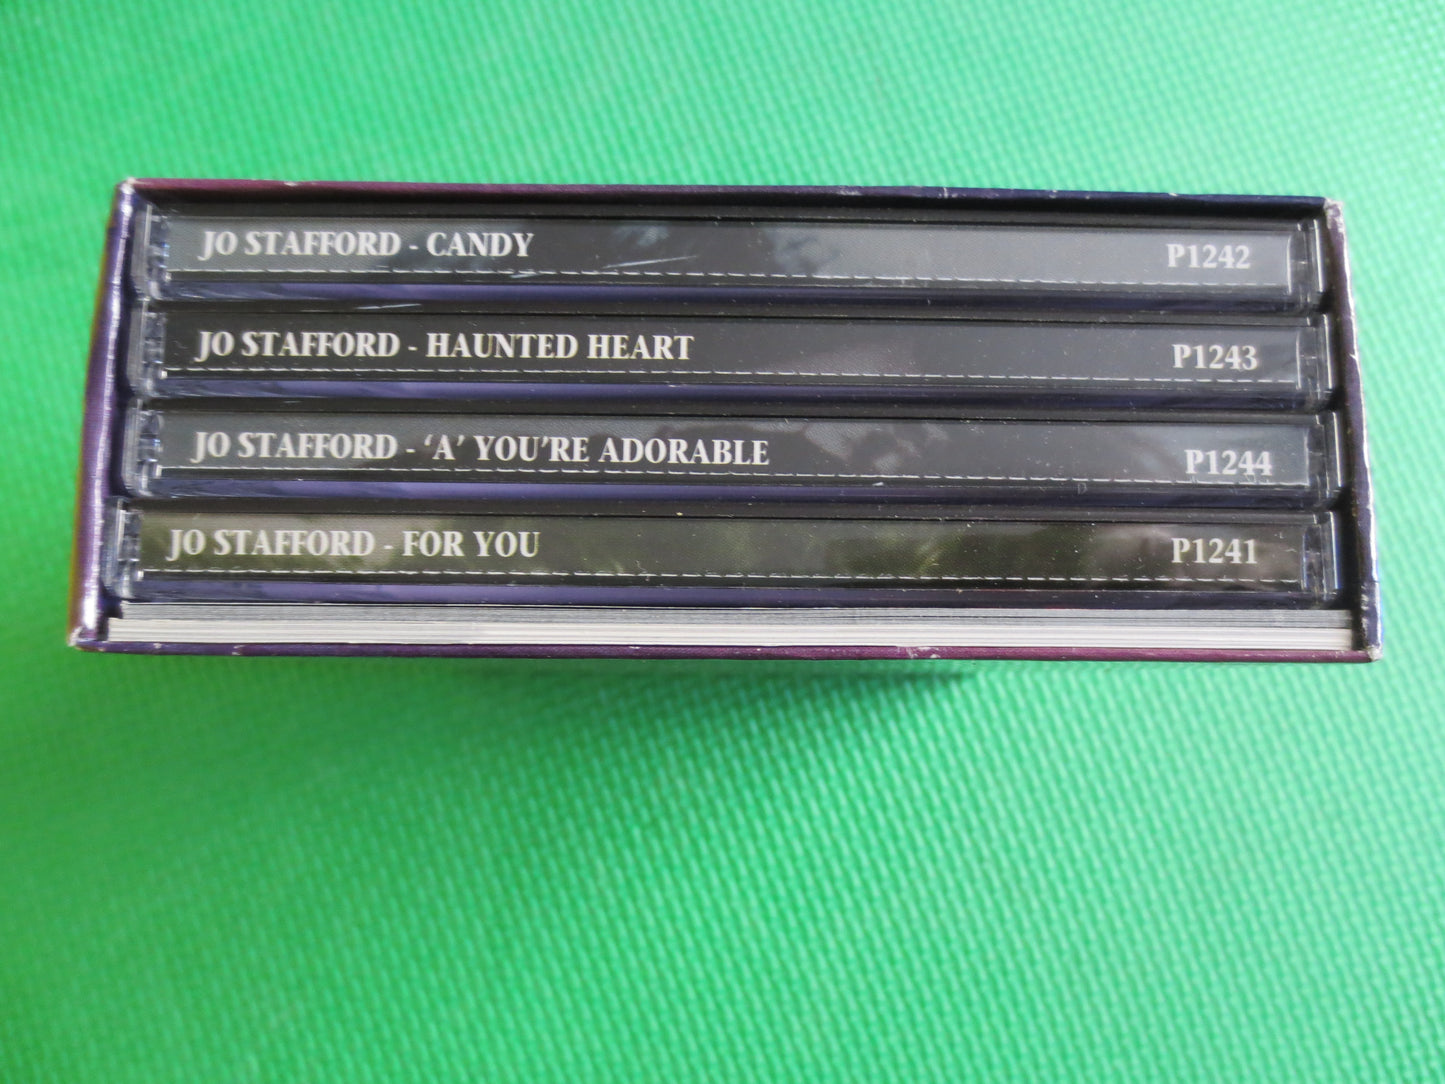 JO STAFFORD - CANDY P1242
JO STAFFORD - HAUNTED HEART P1243
JO STAFFORD - ‘A’ YOU’RE ADORABLE P1244
JO STAFFORD - FOR YOU P1241